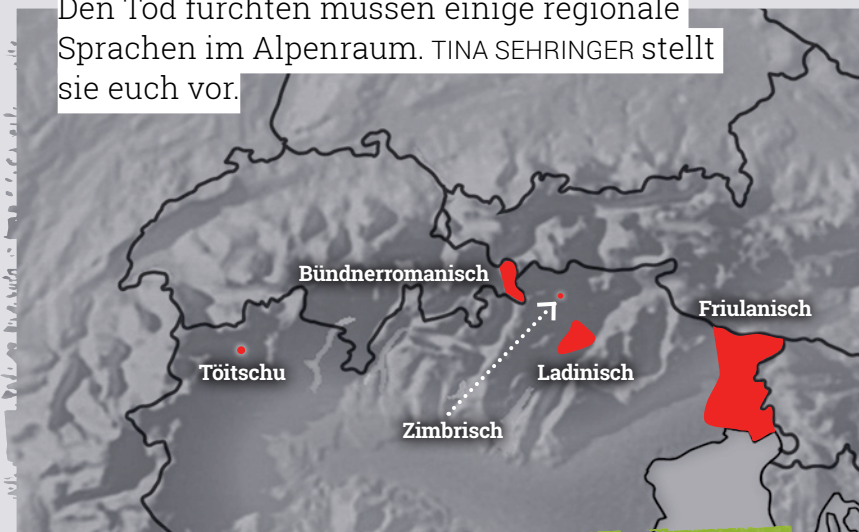 Den Tod fürchten müssen einige regionale
Sprachen im Alpenraum. TINA SEHRINGER stellt
sie euch vor.
Bündnerromanisch
Friulanisch
Töitschu
Ladinisch
Zimbrisch